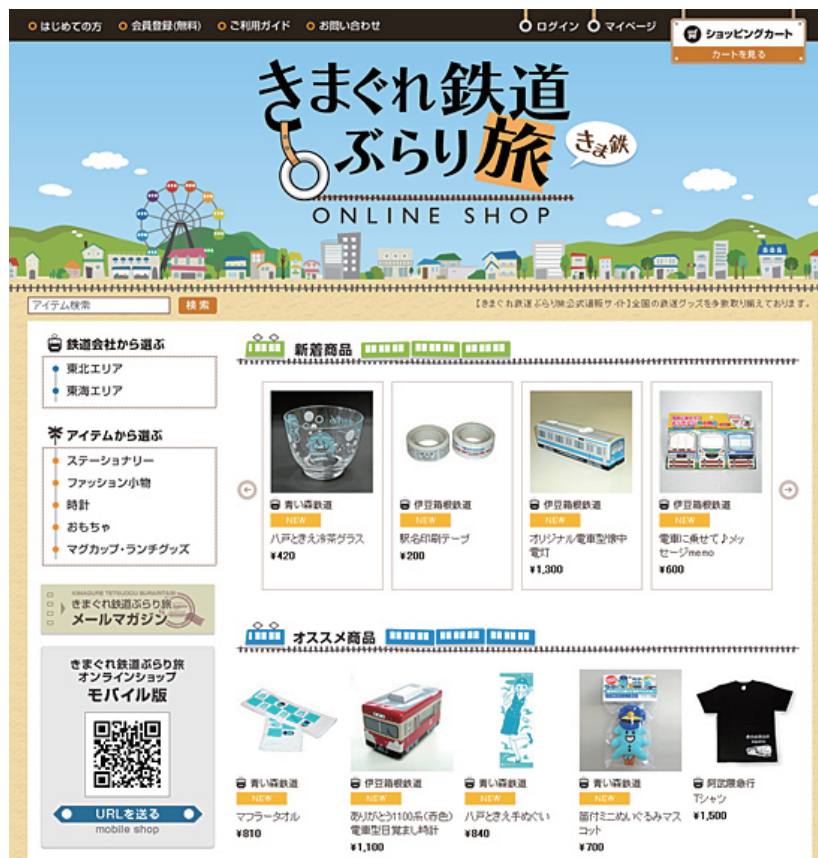 はじめての方
会員登録(無料)
ご利用ガイド
お問い合わせ
ログイン
マイページ
ショッピングカート
カートを見る
きまぐれ鉄道
ぶらり旅
きま鉄
ONLINE SHOP
アイテム検索
検索
【きまぐれ鉄道ぶらり旅公式通販サイト】全国の鉄道グッズを多数取り揃えております。
鉄道会社から選ぶ
東北エリア
東海エリア
アイテムから選ぶ
ステーショナリー
ファッション小物
時計
おもちゃ
マグカップ・ランチグッズ
KIMAGURE TETSUDOU BURARITABI
きまぐれ鉄道ぶらり旅
メールマガジン
きまぐれ鉄道ぶらり旅
オンラインショップ
モバイル版
URLを送る
mobile shop
新着商品
青い森鉄道
NEW
八戸ときえ冷茶グラス
¥420
伊豆箱根鉄道
NEW
駅名印刷テープ
¥200
伊豆箱根鉄道
NEW
オリジナル電車型懐中
電灯
¥1,300
伊豆箱根鉄道
NEW
電車に乗せて♪メッ
セージmemo
¥600
オススメ商品
青い森鉄道
NEW
マフラータオル
¥810
伊豆箱根鉄道
NEW
ありがとう1100系(赤色)
電車型目覚まし時計
¥1,100
青い森鉄道
NEW
八戸ときえ手ぬぐい
¥840
青い森鉄道
NEW
笛付ミニぬいぐるみマス
コット
¥700
阿武隈急行
Tシャツ
¥1,500